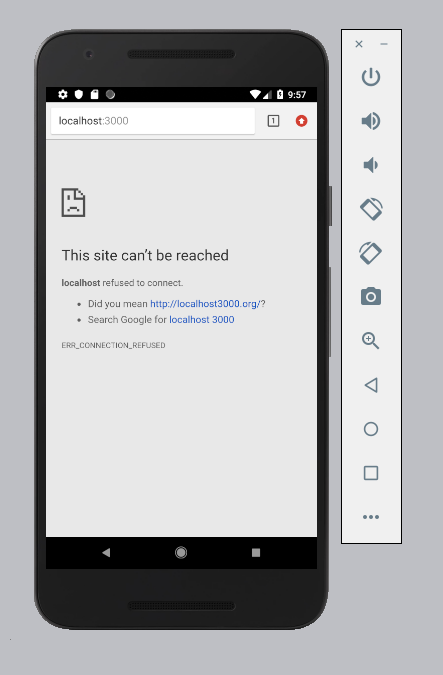 9:57
localhost:3000
1
This site can't be reached
localhost refused to connect.
Did you mean http://localhost3000.org/?
Search Google for localhost 3000
ERR_CONNECTION_REFUSED